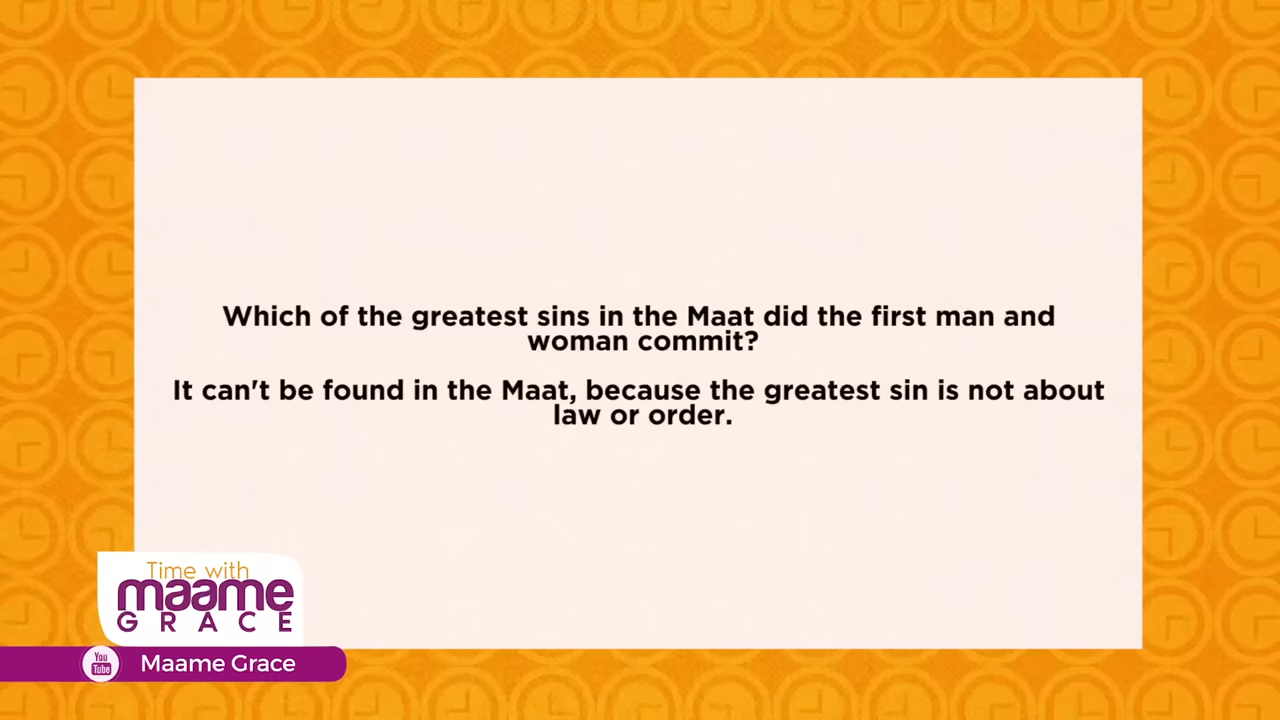 Which of the greatest sins in the Maat did the first man and
woman commit?
It can't be found in the Maat, because the greatest sin is not about
law or order.
Time with
maame
GRACE
You
Tube
Maame Grace